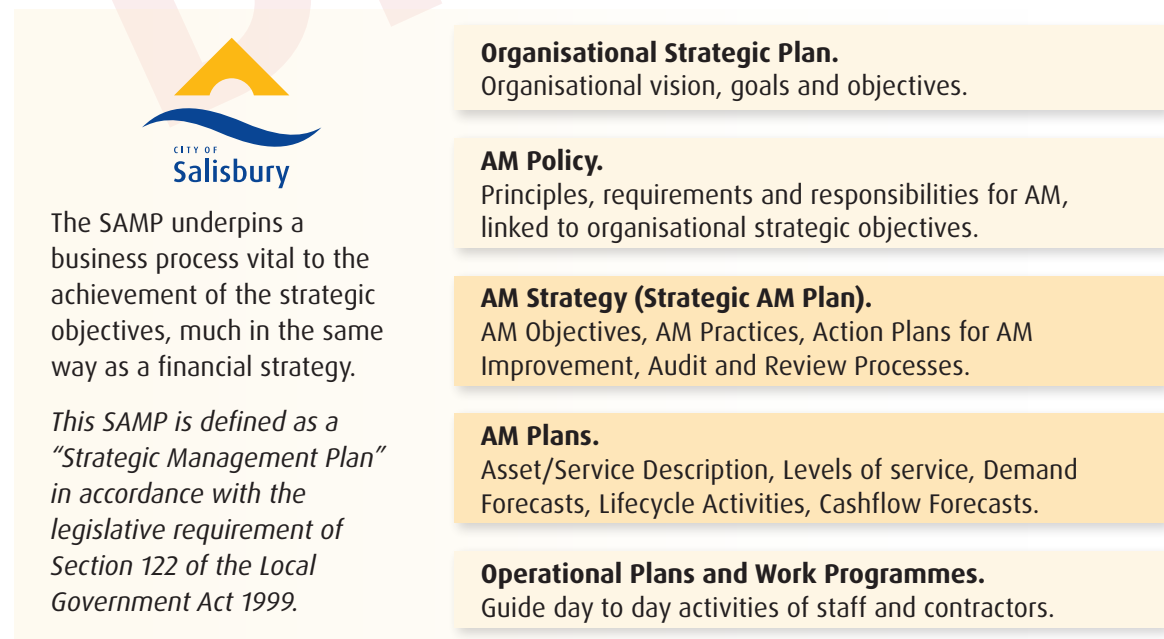 CITY OF
Salisbury
The SAMP underpins a
business process vital to the
achievement of the strategic
objectives, much in the same
way as a financial strategy.
This SAMP is defined as a
“Strategic Management Plan”
in accordance with the
legislative requirement of
Section 122 of the Local
Government Act 1999.
Organisational Strategic Plan.
Organisational vision, goals and objectives.
AM Policy.
Principles, requirements and responsibilities for AM,
linked to organisational strategic objectives.
AM Strategy (Strategic AM Plan).
AM Objectives, AM Practices, Action Plans for AM
Improvement, Audit and Review Processes.
AM Plans.
Asset/Service Description, Levels of service, Demand
Forecasts, Lifecycle Activities, Cashflow Forecasts.
Operational Plans and Work Programmes.
Guide day to day activities of staff and contractors.